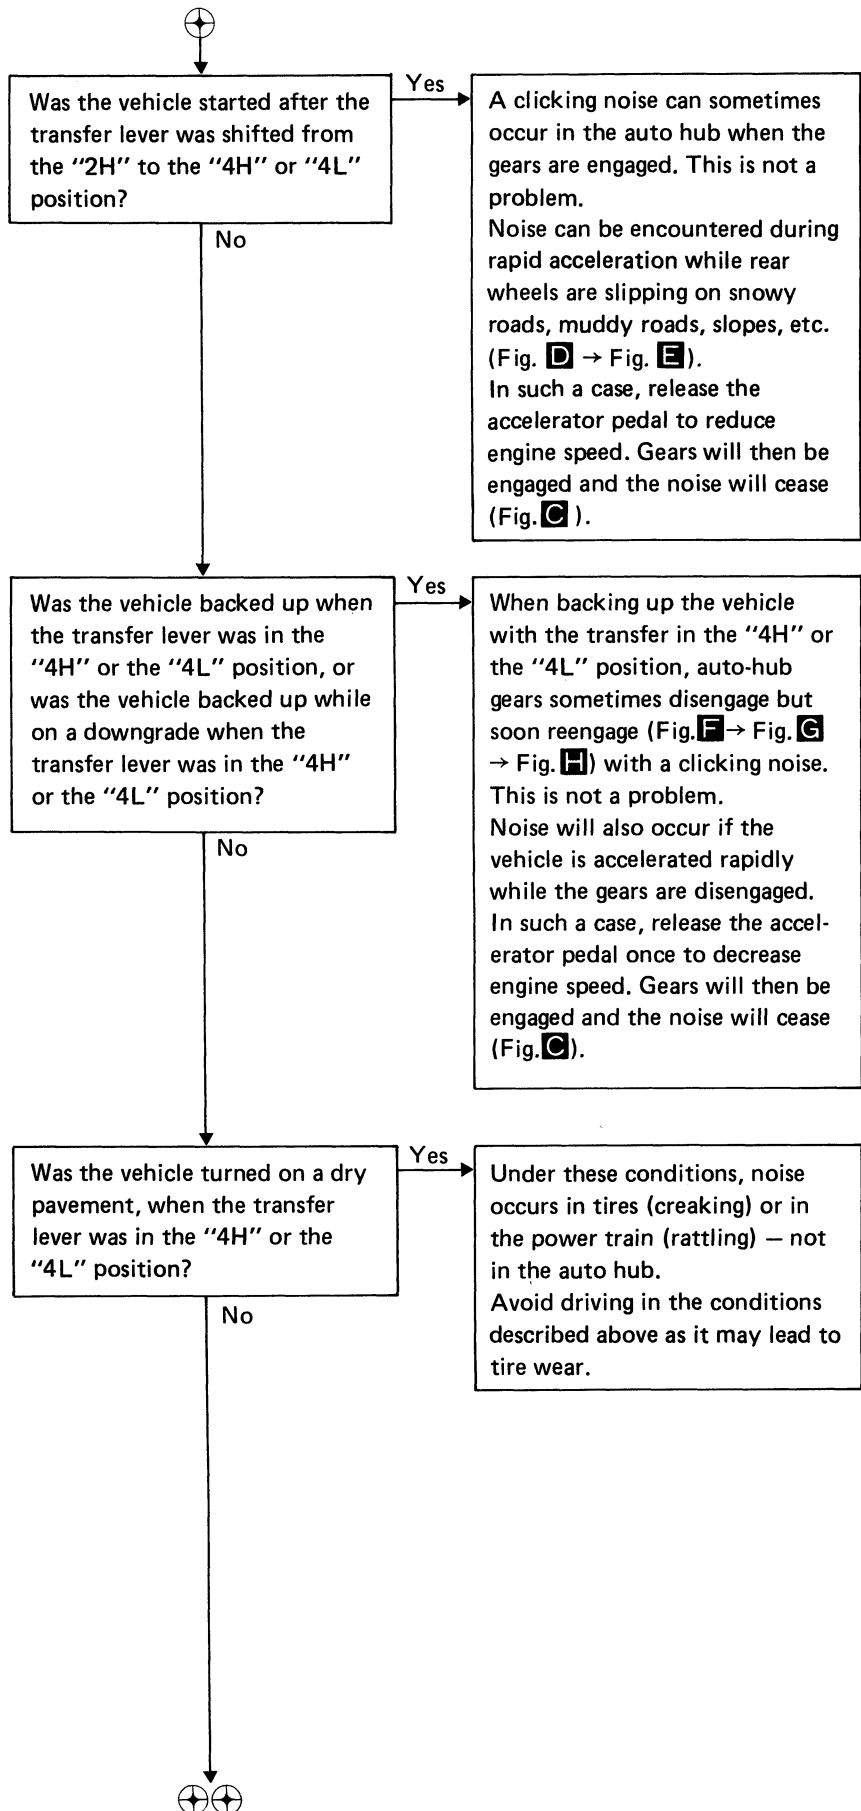 Was the vehicle started after the
transfer lever was shifted from
the "2H" to the "4H" or "4L"
position?
Yes
A clicking noise can sometimes
occur in the auto hub when the
gears are engaged. This is not a
problem.
Noise can be encountered during
rapid acceleration while rear
wheels are slipping on snowy
roads, muddy roads, slopes, etc.
(Fig. D → Fig. E).
In such a case, release the
accelerator pedal to reduce
engine speed. Gears will then be
engaged and the noise will cease
(Fig. C ).
No
Was the vehicle backed up when
the transfer lever was in the
"4H" or the "4L" position, or
was the vehicle backed up while
on a downgrade when the
transfer lever was in the "4H"
or the "4L" position?
Yes
When backing up the vehicle
with the transfer in the "4H" or
the "4L" position, auto-hub
gears sometimes disengage but
soon reengage (Fig. F → Fig. G
→ Fig. H) with a clicking noise.
This is not a problem.
Noise will also occur if the
vehicle is accelerated rapidly
while the gears are disengaged.
In such a case, release the accel-
erator pedal once to decrease
engine speed. Gears will then be
engaged and the noise will cease
(Fig. C).
No
Was the vehicle turned on a dry
pavement, when the transfer
lever was in the "4H" or the
"4L" position?
Yes
Under these conditions, noise
occurs in tires (creaking) or in
the power train (rattling) — not
in the auto hub.
Avoid driving in the conditions
described above as it may lead to
tire wear.
No